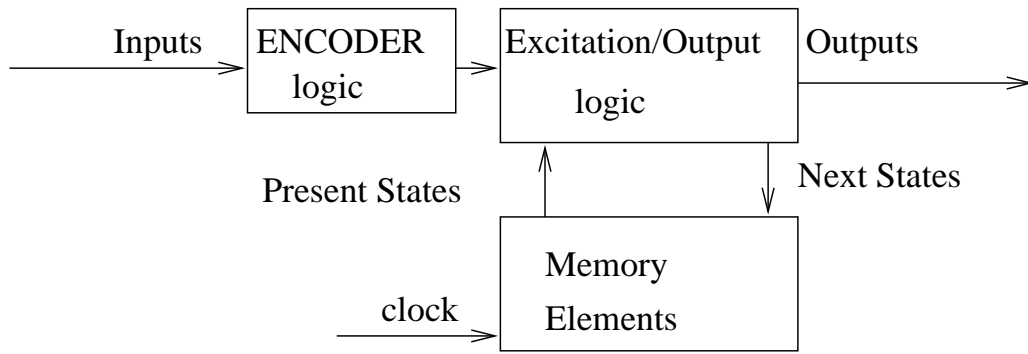 Inputs
ENCODER
logic
Excitation/Output
logic
Outputs
Present States
Next States
Memory
Elements
clock